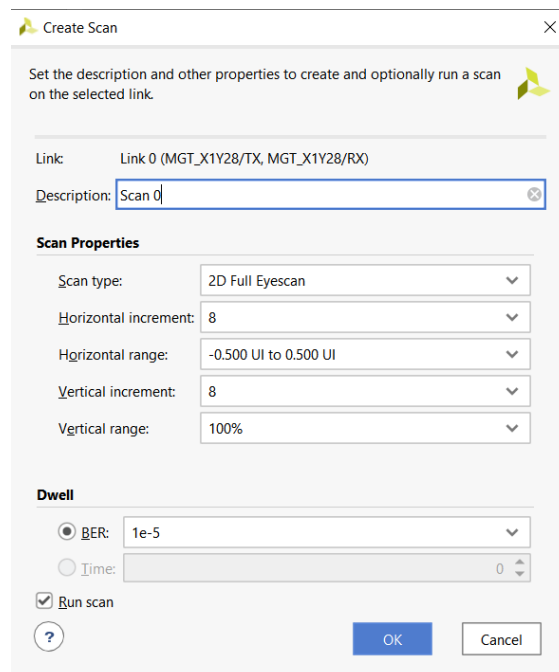 Create Scan
Set the description and other properties to create and optionally run a scan
on the selected link.
Link: Link 0 (MGT_X1Y28/TX, MGT_X1Y28/RX)
Description: Scan 0
Scan Properties
Scan type: 2D Full Eyescan
Horizontal increment: 8
Horizontal range: -0.500 UI to 0.500 UI
Vertical increment: 8
Vertical range: 100%
Dwell
BER: 1e-5
Time: 0
Run scan
? OK Cancel